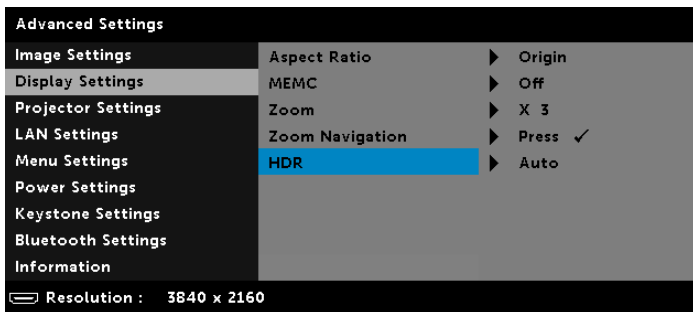 Advanced Settings
Image Settings Aspect Ratio Origin
Display Settings MEMC Off
Projector Settings Zoom X 3
LAN Settings Zoom Navigation Press ✓
Menu Settings HDR Auto
Power Settings
Keystone Settings
Bluetooth Settings
Information
Resolution : 3840 x 2160